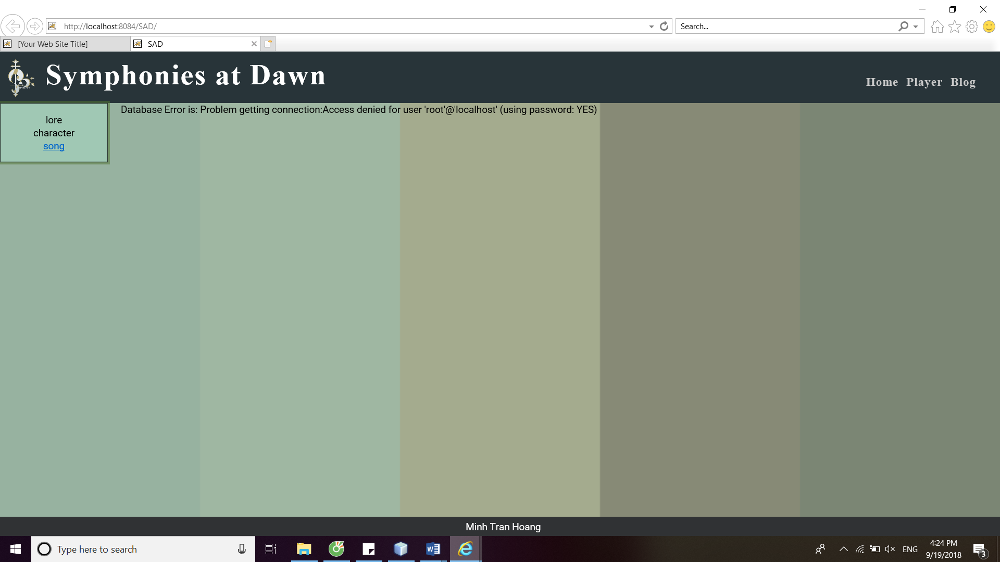 http://localhost:8084/SAD/
Search...
[Your Web Site Title]
SAD
Symphonies at Dawn
Home Player Blog
lore
character
song
Database Error is: Problem getting connection:Access denied for user 'root'@'localhost' (using password: YES)
Minh Tran Hoang
Type here to search
ENG
4:24 PM
9/19/2018
3